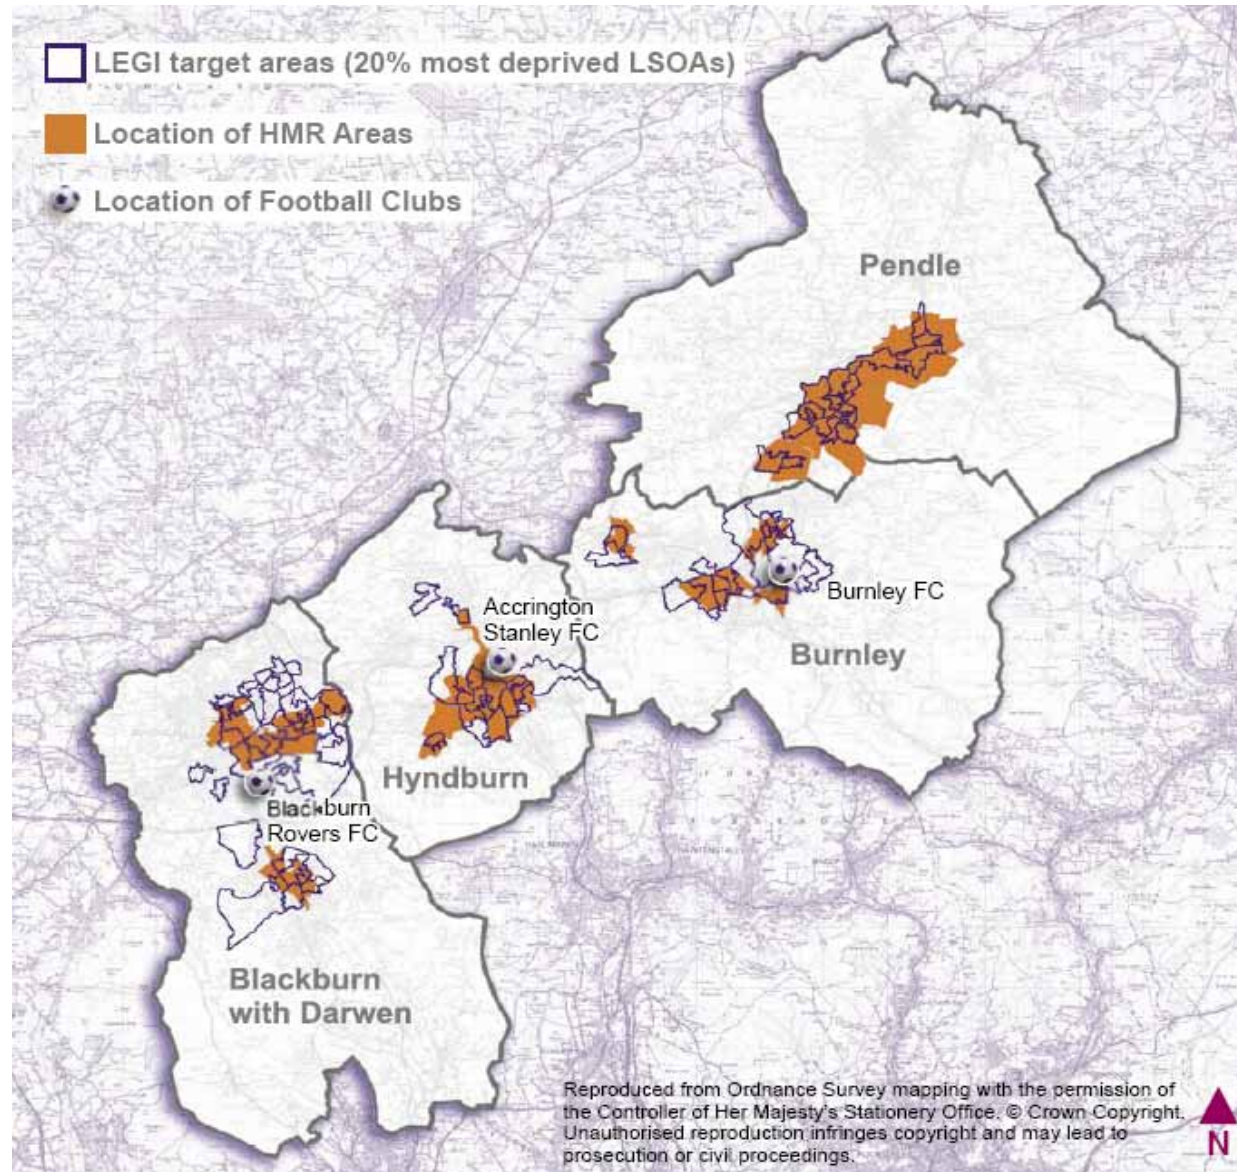 LEGI target areas (20% most deprived LSOAs)
Location of HMR Areas
Location of Football Clubs
Pendle
Burnley FC
Burnley
Accrington
Stanley FC
Hyndburn
Blackburn
Rovers FC
Blackburn
with Darwen
Reproduced from Ordnance Survey mapping with the permission of
the Controller of Her Majesty's Stationery Office. © Crown Copyright.
Unauthorised reproduction infringes copyright and may lead to
prosecution or civil proceedings.
N